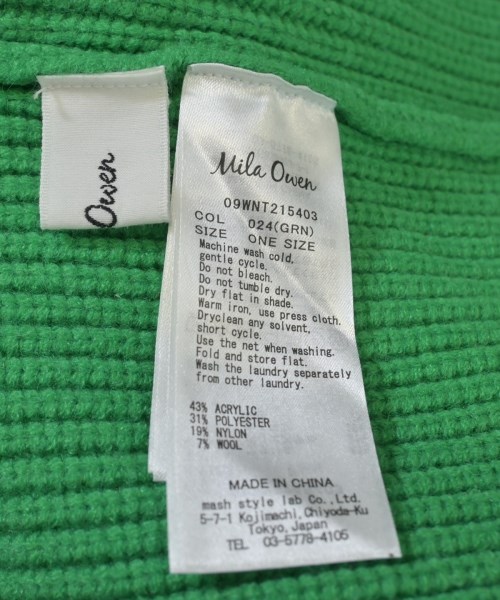 Owen
Mila Owen
09WNT215403
COL 024(GRN)
SIZE ONE SIZE
Machine wash cold,
gentle cycle.
Do not bleach.
Do not tumble dry.
Dry flat in shade.
Warm iron, use press cloth.
Dryclean any solvent,
short cycle.
Use the net when washing.
Fold and store flat.
Wash the laundry separately
from other laundry.
43% ACRYLIC
31% POLYESTER
19% NYLON
7% WOOL
MADE IN CHINA
mash style lab Co.,Ltd.
5-7-1 Kojimachi, Chiyoda-Ku
Tokyo, Japan
TEL 03-5778-4105